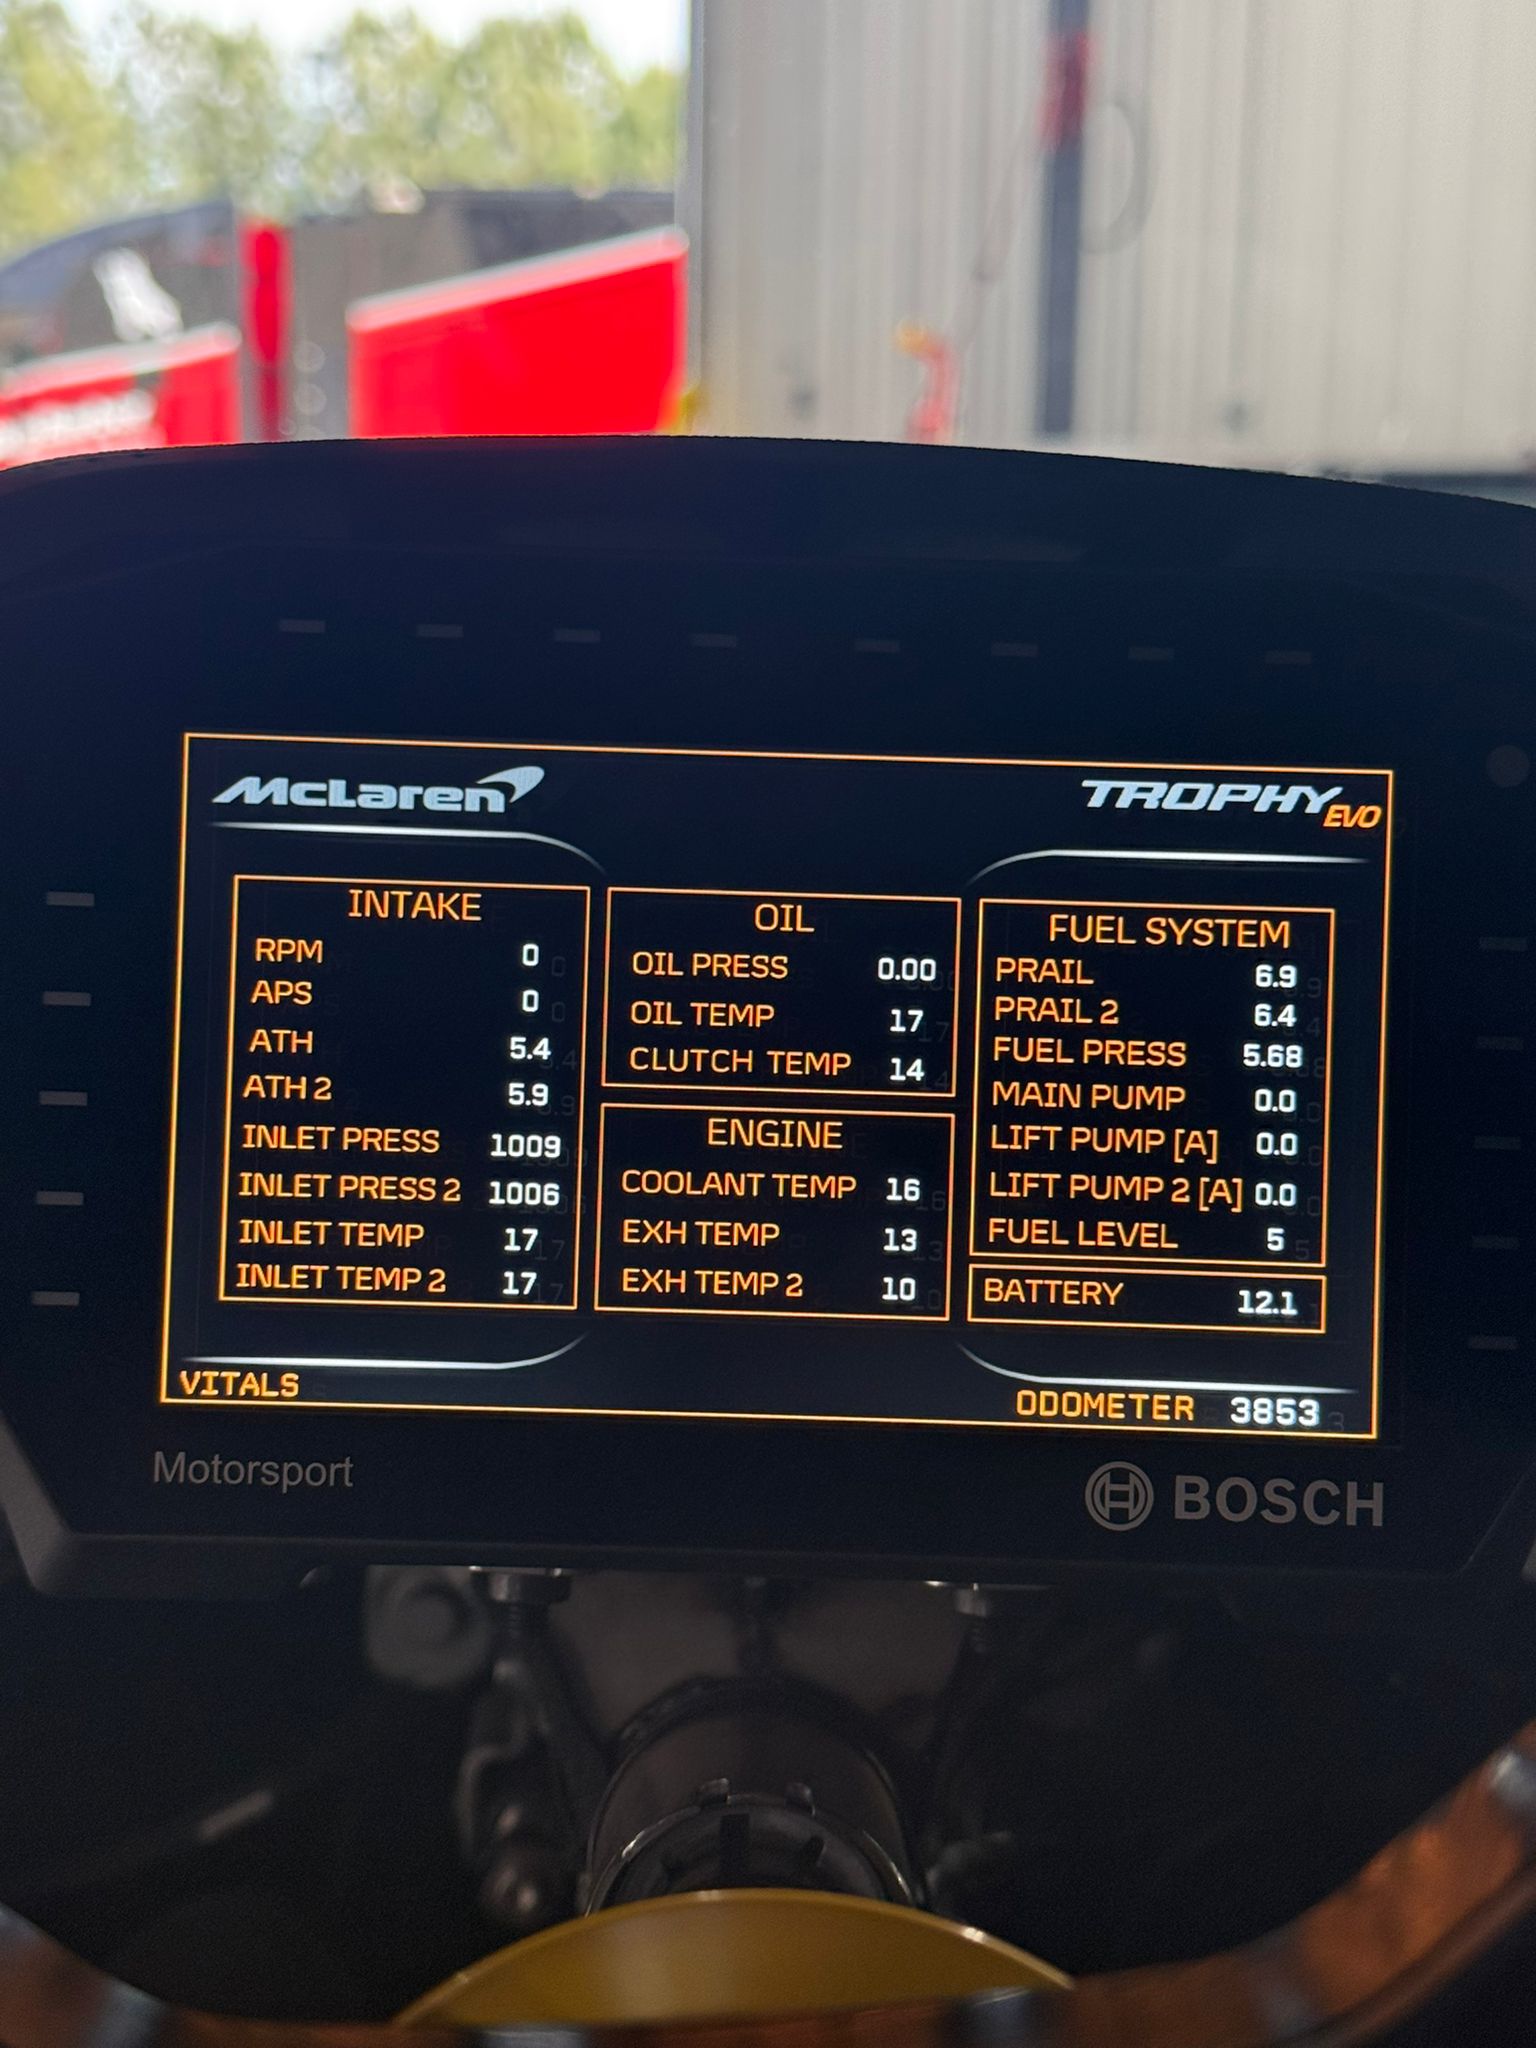 McLaren
TROPHY EVO
INTAKE
RPM 0
APS 0
ATH 5.4
ATH 2 5.9
INLET PRESS 1009
INLET PRESS 2 1006
INLET TEMP 17
INLET TEMP 2 17
OIL
OIL PRESS 0.00
OIL TEMP 17
CLUTCH TEMP 14
ENGINE
COOLANT TEMP 16
EXH TEMP 13
EXH TEMP 2 10
FUEL SYSTEM
PRAIL 6.9
PRAIL 2 6.4
FUEL PRESS 5.68
MAIN PUMP 0.0
LIFT PUMP [A] 0.0
LIFT PUMP 2 [A] 0.0
FUEL LEVEL 5
BATTERY 12.1
VITALS
ODOMETER 3853
Motorsport
BOSCH